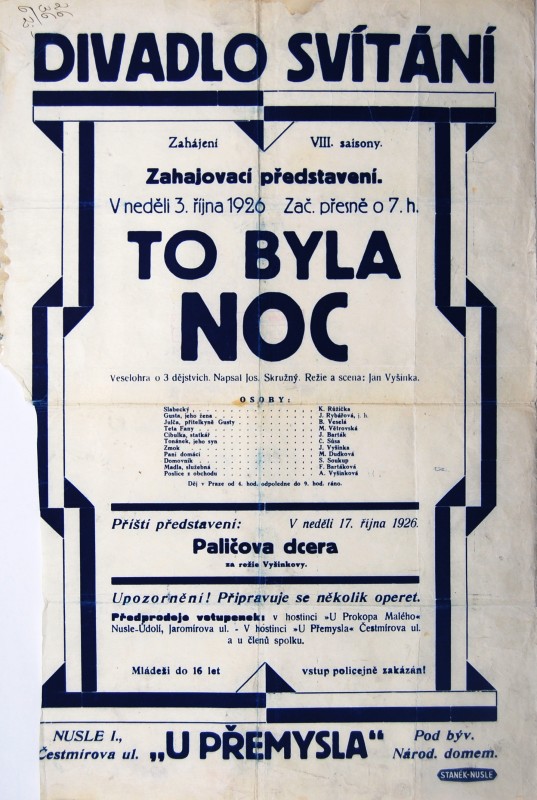 DIVADLO SVÍTÁNÍ
Zahájení VIII. saisony.
Zahajovací představení.
V neděli 3. října 1926 Zač. přesně o 7. h.
TO BYLA
NOC
Veselohra o 3 dějstvích. Napsal Jos. Skružný. Režie a scena: Jan Vyšinka.
OSOBY:
Slabecký . . . K. Růžička
Gusta, jeho žena . . . J. Rybářová, j. h.
Julča, přítelkyně Gusty . . . B. Veselá
Teta Fany . . . M. Větrovská
Cibulka, statkář . . . J. Barták
Tonánek, jeho syn . . . C. Sůza
Zmok . . . J. Vyšinka
Paní domácí . . . M. Dudková
Domovník . . . S. Soukup
Madla, služebná . . . F. Bartáková
Poslice z obchodu . . . A. Vyšinková
Děj v Praze od 4. hod. odpoledne do 9. hod. ráno.
Příští představení: V neděli 17. října 1926.
Paličova dcera
za režie Vyšinkovy.
Upozornění! Připravuje se několik operet.
Předprodeje vstupenek: v hostinci »U Prokopa Malého«
Nusle-Údolí, Jaromírova ul. - V hostinci »U Přemysla« Čestmírova ul.
a u členů spolku.
Mládeži do 16 let vstup policejně zakázán!
NUSLE I.,
Čestmírova ul.
„U PŘEMYSLA“
Pod býv.
Národ. domem.
STANĚK-NUSLE